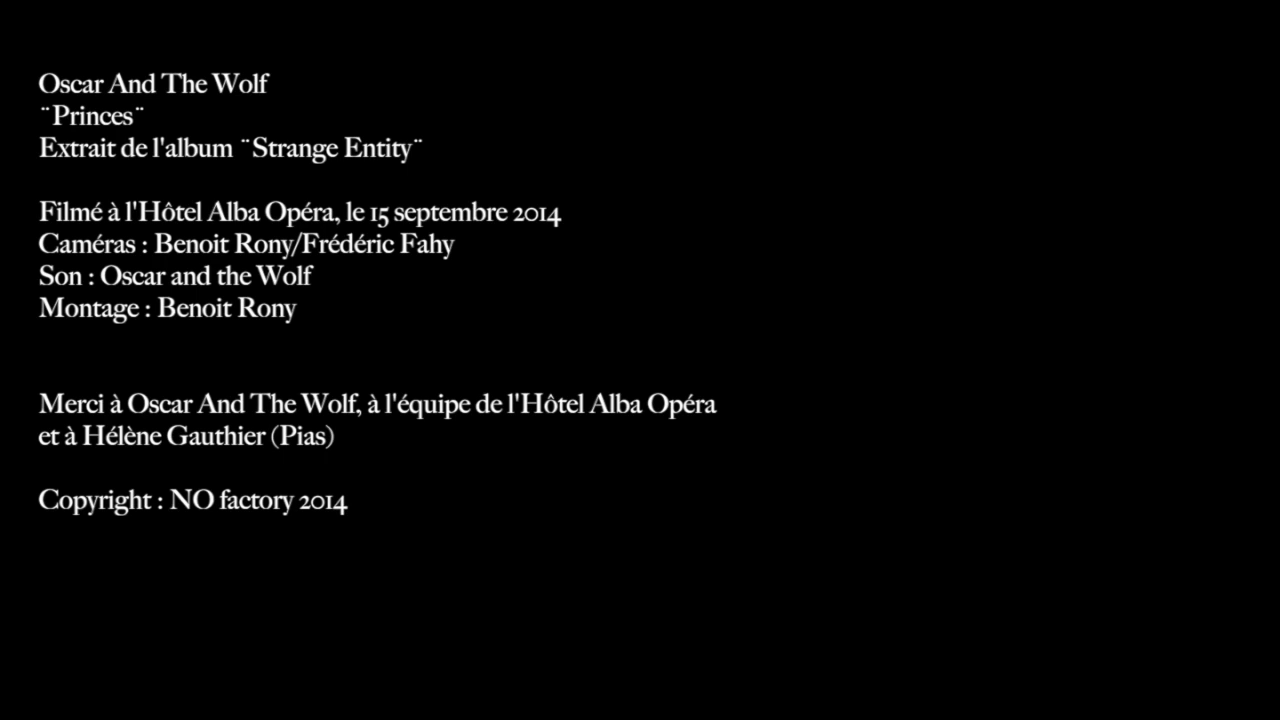 Oscar And The Wolf
¨Princes¨
Extrait de l'album ¨Strange Entity¨
Filmé à l'Hôtel Alba Opéra, le 15 septembre 2014
Caméras : Benoit Rony/Frédéric Fahy
Son : Oscar and the Wolf
Montage : Benoit Rony
Merci à Oscar And The Wolf, à l'équipe de l'Hôtel Alba Opéra
et à Hélène Gauthier (Pias)
Copyright : NO factory 2014